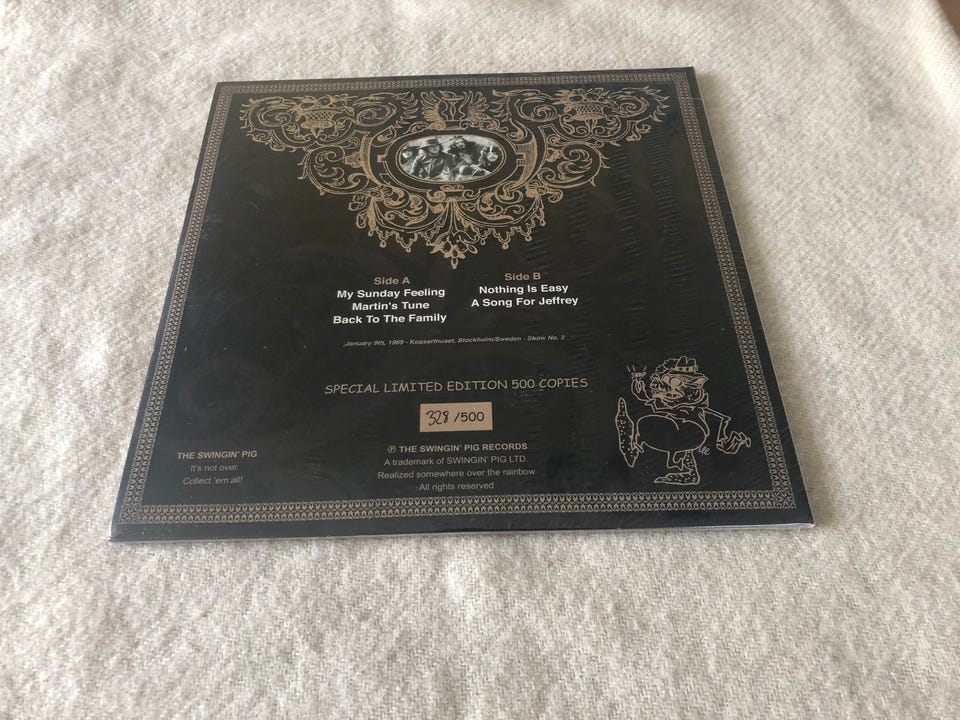 Side A
My Sunday Feeling
Martin's Tune
Back To The Family
Side B
Nothing Is Easy
A Song For Jeffrey
January 9th, 1969 - Konserthuset, Stockholm/Sweden - Show No. 2
SPECIAL LIMITED EDITION 500 COPIES
328 /500
THE SWINGIN' PIG
It's not over.
Collect 'em all!
℗ THE SWINGIN' PIG RECORDS
A trademark of SWINGIN' PIG LTD.
Realized somewhere over the rainbow
All rights reserved